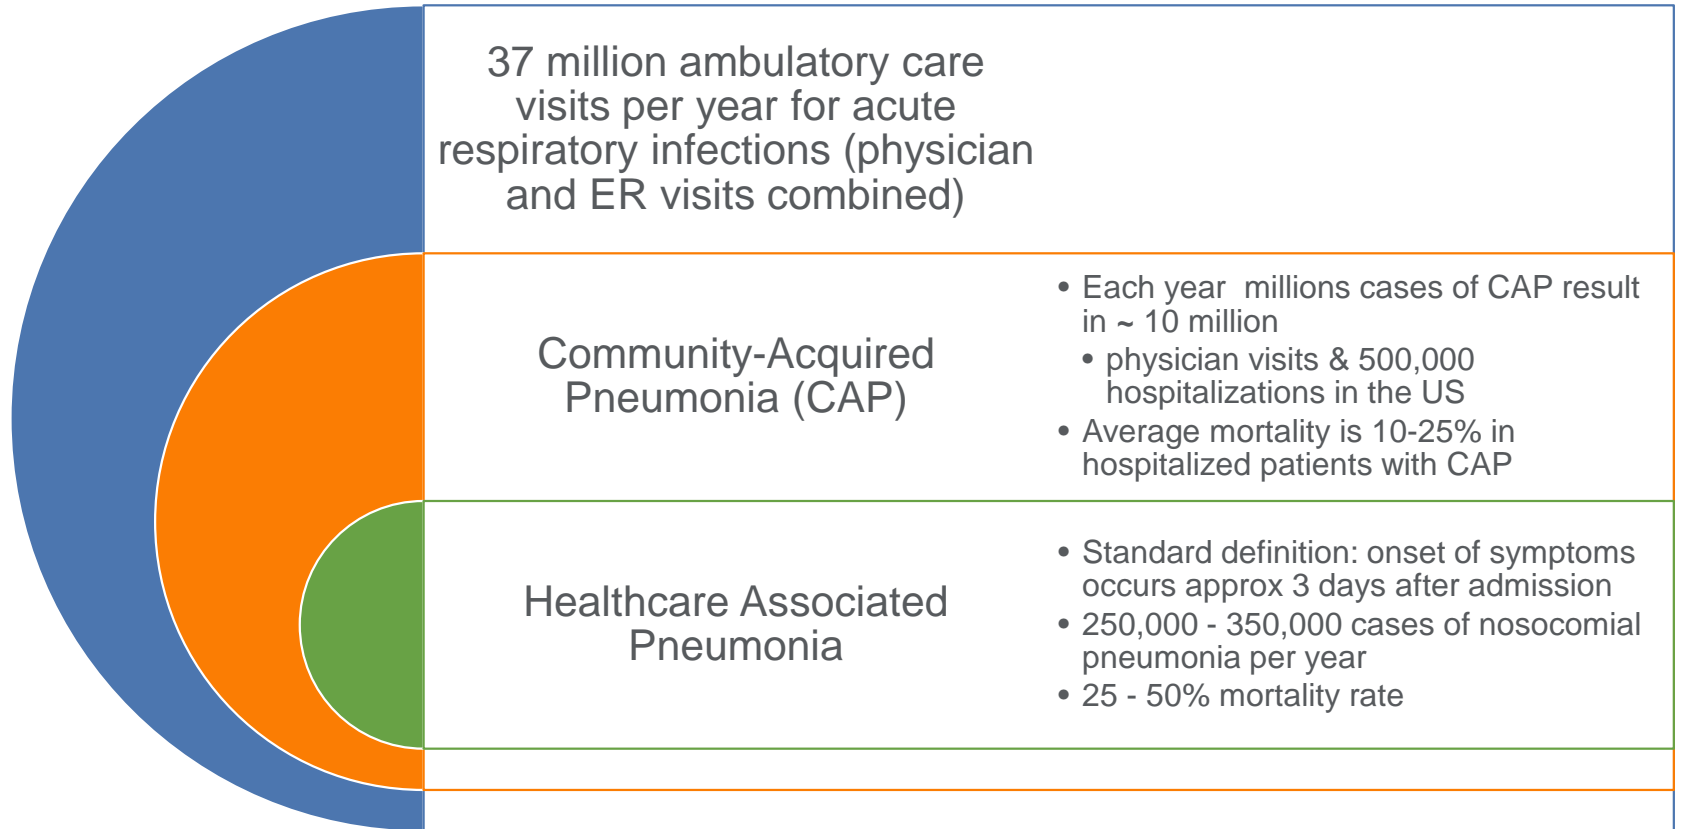 37 million ambulatory care
visits per year for acute
respiratory infections (physician
and ER visits combined)
Community-Acquired
Pneumonia (CAP)
• Each year  millions cases of CAP result
in ~ 10 million
• physician visits & 500,000
hospitalizations in the US
• Average mortality is 10-25% in
hospitalized patients with CAP
Healthcare Associated
Pneumonia
• Standard definition: onset of symptoms
occurs approx 3 days after admission
• 250,000 - 350,000 cases of nosocomial
pneumonia per year
• 25 - 50% mortality rate